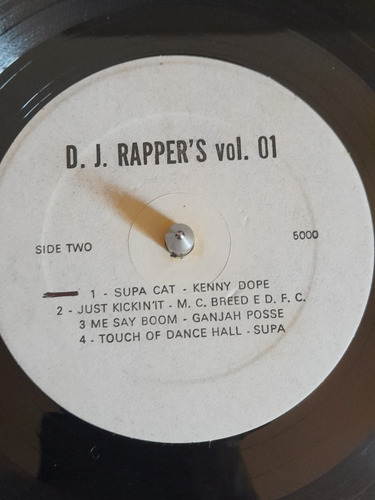 D. J. RAPPER'S vol. 01
SIDE TWO 5000
1 - SUPA CAT - KENNY DOPE
2 - JUST KICKIN'IT - M. C. BREED E D. F. C.
3 ME SAY BOOM - GANJAH POSSE
4 - TOUCH OF DANCE HALL - SUPA